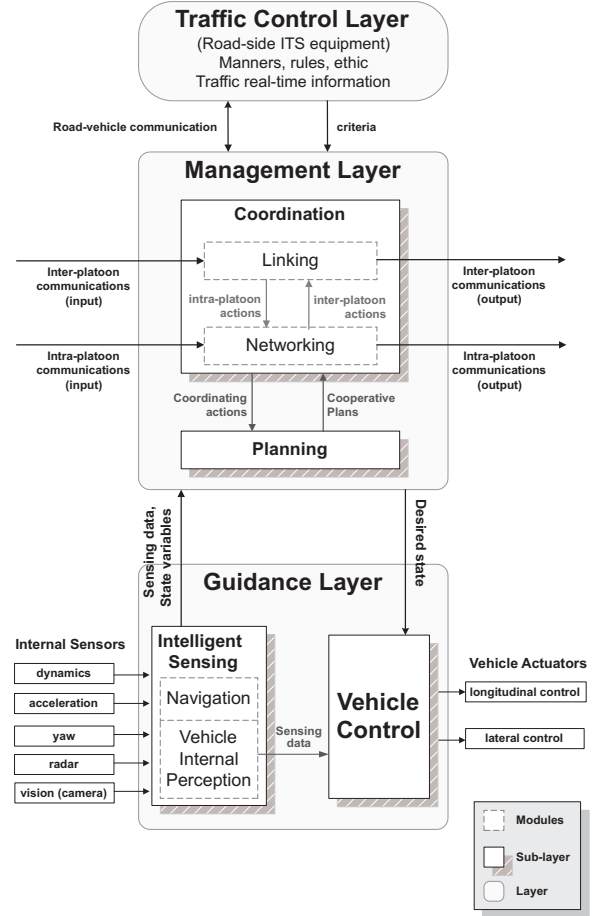 Traffic Control Layer
(Road-side ITS equipment)
Manners, rules, ethic
Traffic real-time information
Road-vehicle communication
criteria
Management Layer
Coordination
Linking
Inter-platoon
communications
(input)
Inter-platoon
communications
(output)
intra-platoon
actions
inter-platoon
actions
Networking
Intra-platoon
communications
(input)
Intra-platoon
communications
(output)
Coordinating
actions
Cooperative
Plans
Planning
Sensing data,
State variables
Desired state
Guidance Layer
Internal Sensors
dynamics
acceleration
yaw
radar
vision (camera)
Intelligent
Sensing
Navigation
Vehicle
Internal
Perception
Sensing
data
Vehicle
Control
Vehicle Actuators
longitudinal control
lateral control
Modules
Sub-layer
Layer